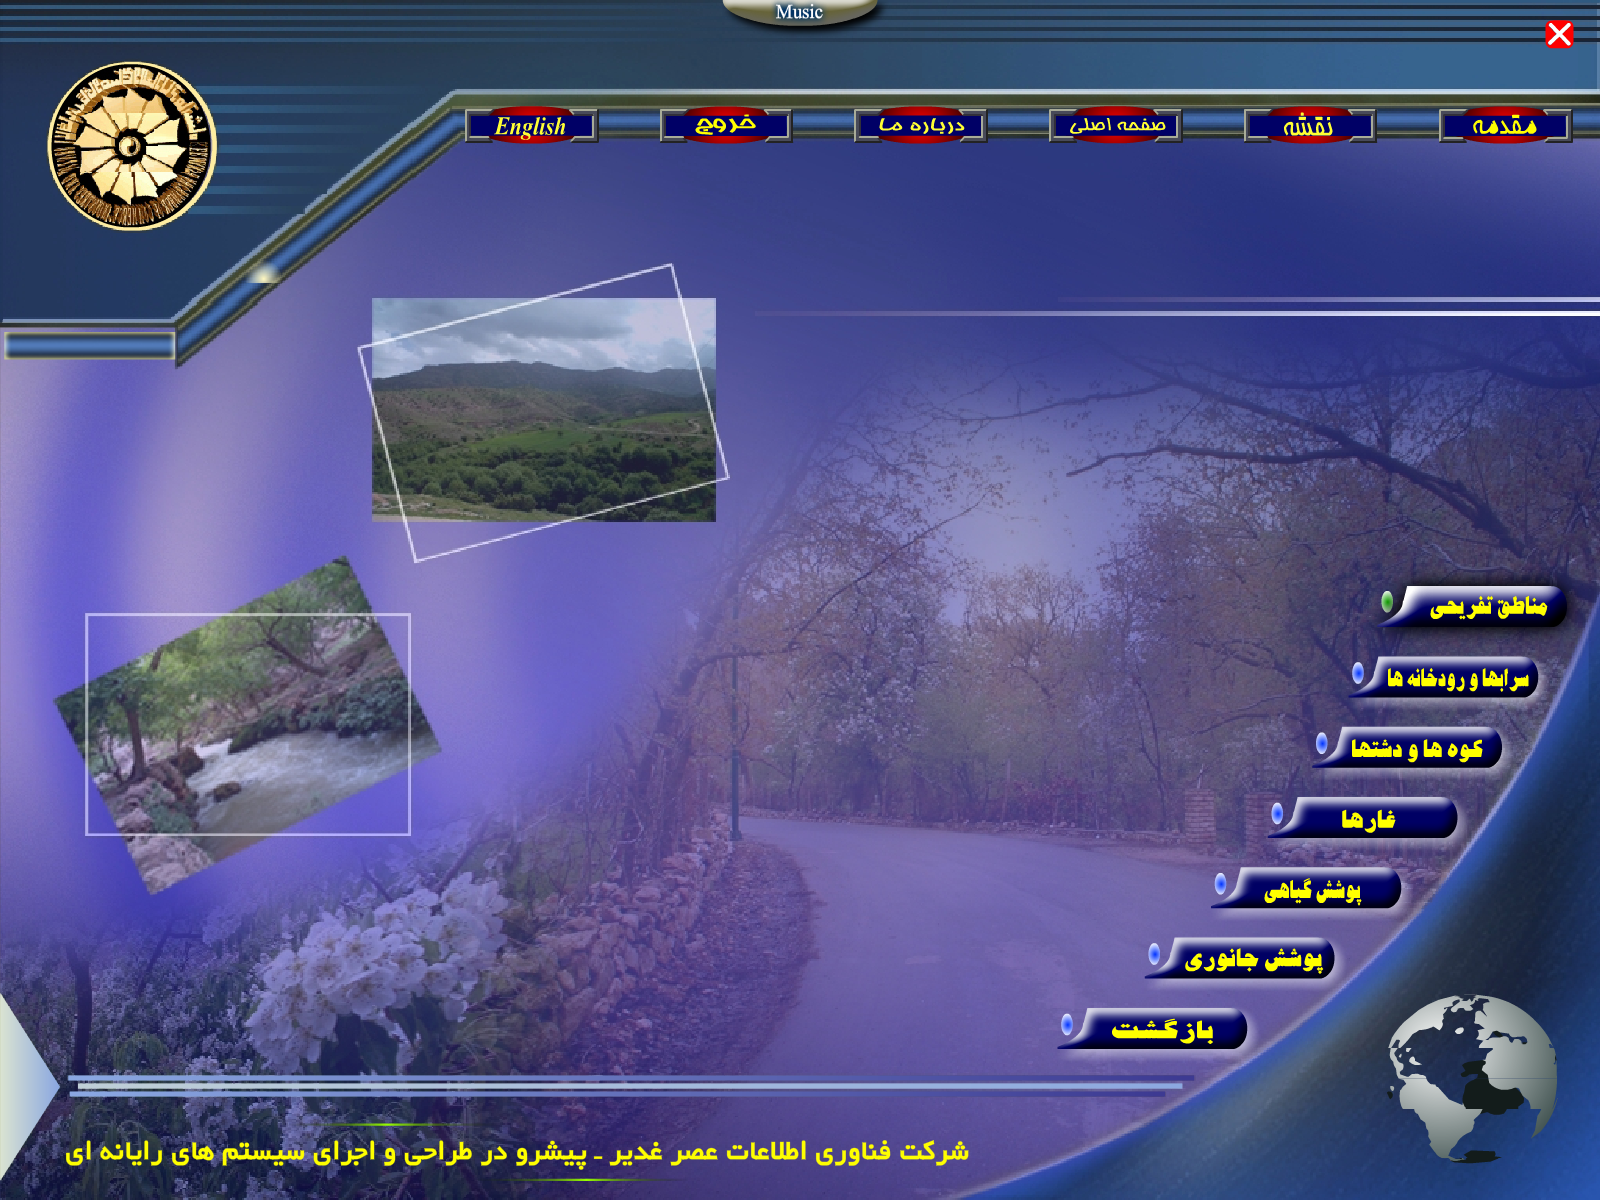 Music
مقدمه
نقشه
صفحه اصلی
درباره ما
خروج
English
مناطق تفریحی
سرابها و رودخانه ها
کوه ها و دشتها
غارها
پوشش گیاهی
پوشش جانوری
بازگشت
شرکت فناوری اطلاعات عصر غدیر - پیشرو در طراحی و اجرای سیستم های رایانه ای